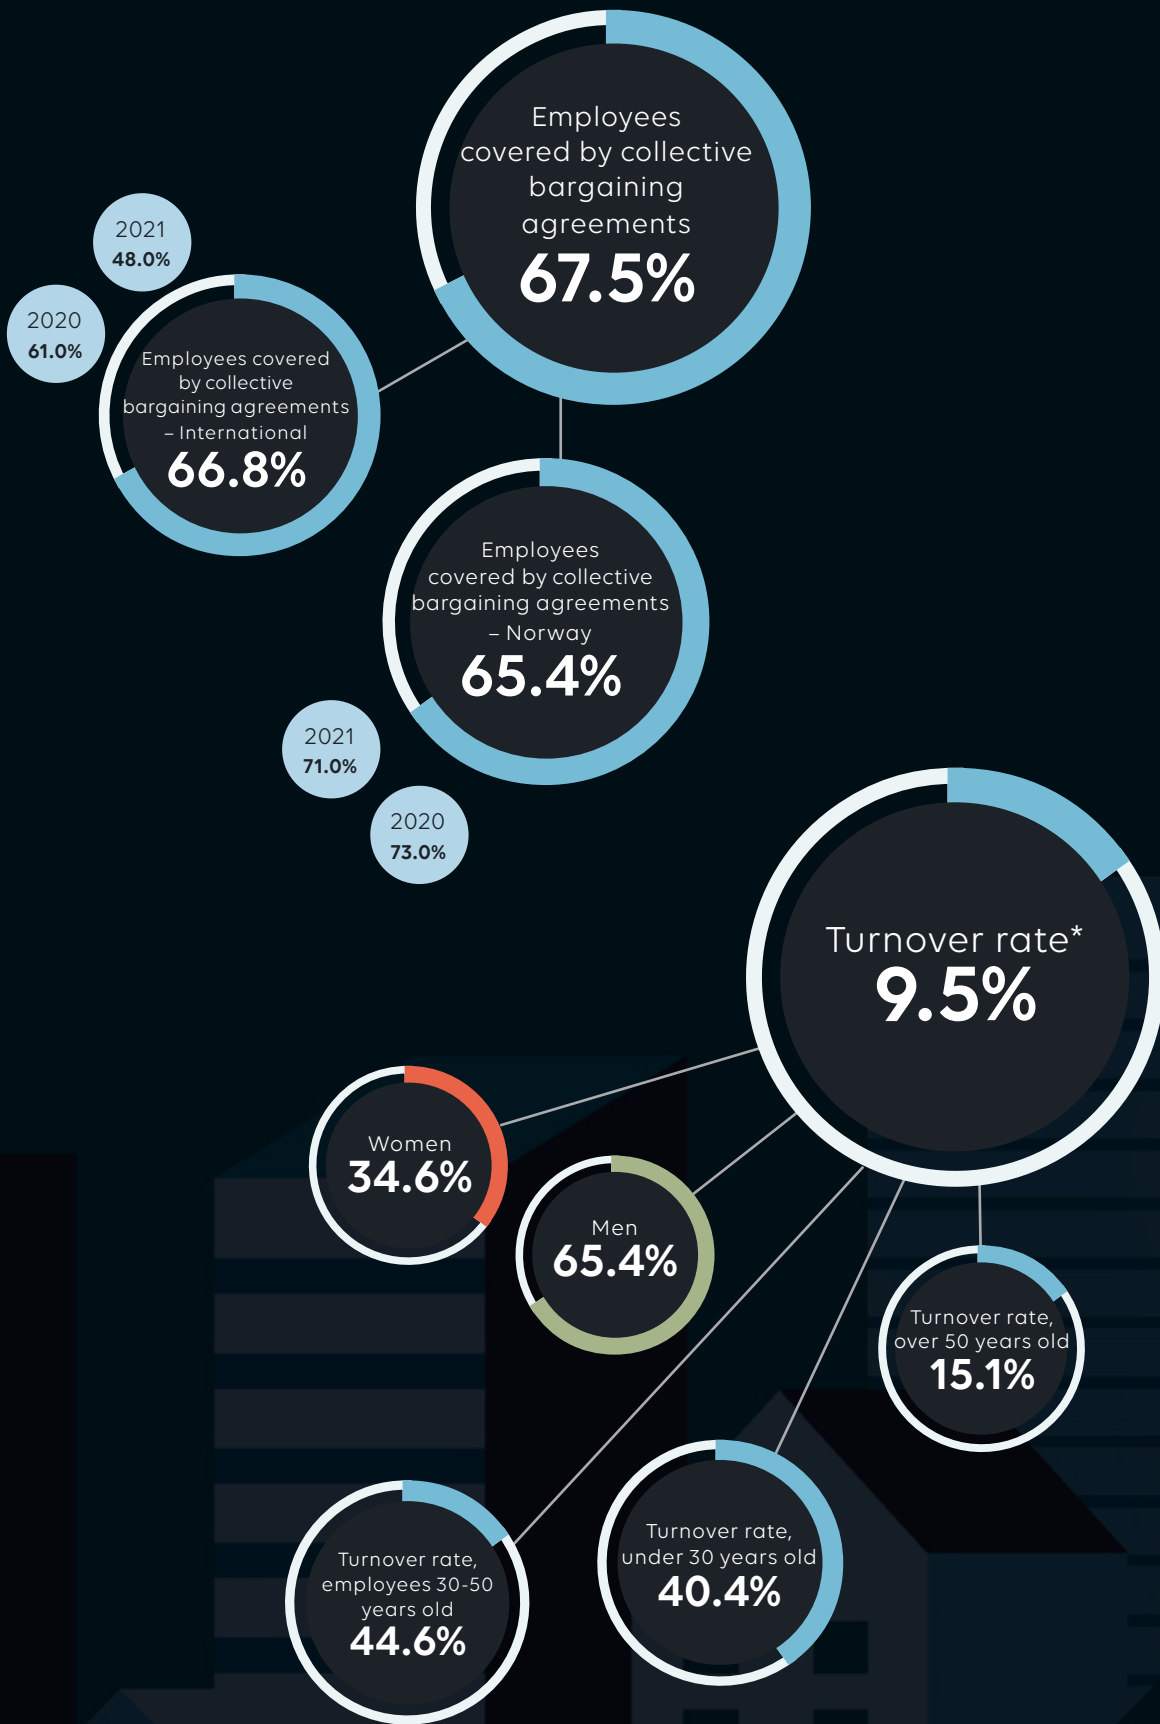 Employees
covered by collective
bargaining
agreements
67.5%
2021
48.0%
2020
61.0%
Employees covered
by collective
bargaining agreements
– International
66.8%
Employees
covered by collective
bargaining agreements
– Norway
65.4%
2021
71.0%
2020
73.0%
Turnover rate*
9.5%
Women
34.6%
Men
65.4%
Turnover rate,
over 50 years old
15.1%
Turnover rate,
under 30 years old
40.4%
Turnover rate,
employees 30-50
years old
44.6%